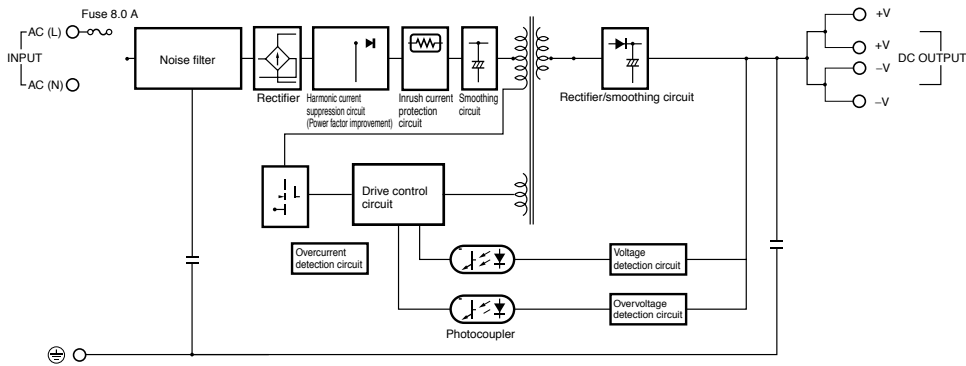 Fuse 8.0 A
AC (L)
INPUT
AC (N)
Noise filter
Rectifier
Harmonic current
suppression circuit
(Power factor improvement)
Inrush current
protection
circuit
Smoothing
circuit
Rectifier/smoothing circuit
+V
+V
DC OUTPUT
−V
−V
Drive control
circuit
Overcurrent
detection circuit
Voltage
detection circuit
Overvoltage
detection circuit
Photocoupler